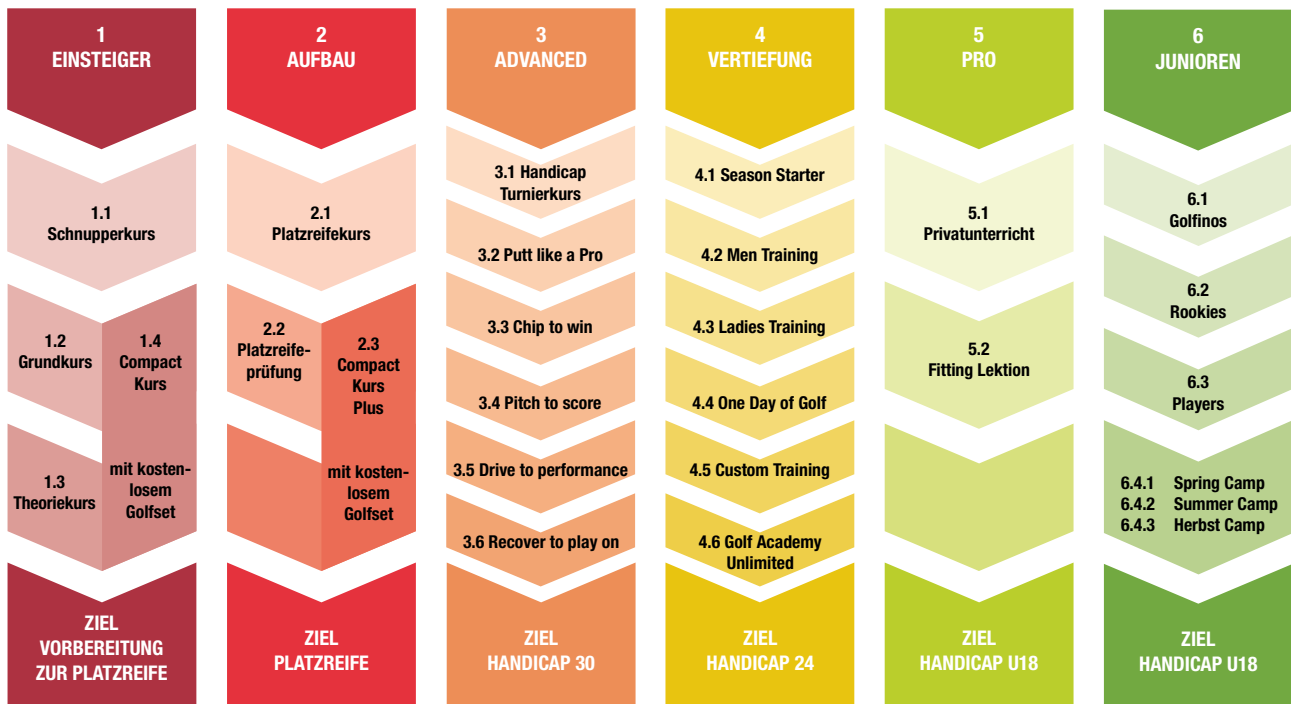 1
EINSTEIGER
1.1
Schnupperkurs
1.2
Grundkurs
1.3
Theoriekurs
1.4
Compact
Kurs
mit kosten-
losem
Golfset
ZIEL
VORBEREITUNG
ZUR PLATZREIFE
2
AUFBAU
2.1
Platzreifekurs
2.2
Platzreife-
prüfung
2.3
Compact
Kurs
Plus
mit kosten-
losem
Golfset
ZIEL
PLATZREIFE
3
ADVANCED
3.1 Handicap
Turnierkurs
3.2 Putt like a Pro
3.3 Chip to win
3.4 Pitch to score
3.5 Drive to performance
3.6 Recover to play on
ZIEL
HANDICAP 30
4
VERTIEFUNG
4.1 Season Starter
4.2 Men Training
4.3 Ladies Training
4.4 One Day of Golf
4.5 Custom Training
4.6 Golf Academy
Unlimited
ZIEL
HANDICAP 24
5
PRO
5.1
Privatunterricht
5.2
Fitting Lektion
ZIEL
HANDICAP U18
6
JUNIOREN
6.1
Golfinos
6.2
Rookies
6.3
Players
6.4.1 Spring Camp
6.4.2 Summer Camp
6.4.3 Herbst Camp
ZIEL
HANDICAP U18